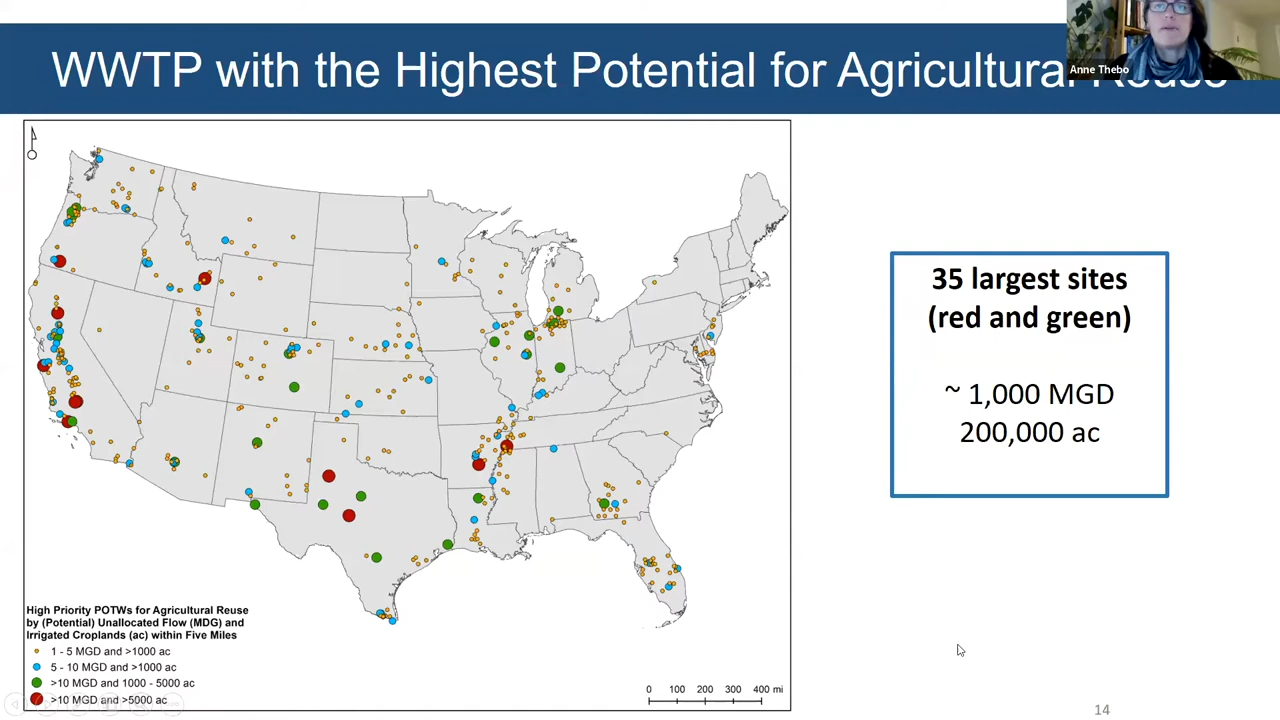 WWTP with the Highest Potential for Agricultural Reuse
Anne Thebo
35 largest sites
(red and green)
~ 1,000 MGD
200,000 ac
High Priority POTWs for Agricultural Reuse
by (Potential) Unallocated Flow (MDG) and
Irrigated Croplands (ac) within Five Miles
1 - 5 MGD and >1000 ac
5 - 10 MGD and >1000 ac
>10 MGD and 1000 - 5000 ac
>10 MGD and >5000 ac
0 100 200 300 400 mi
14